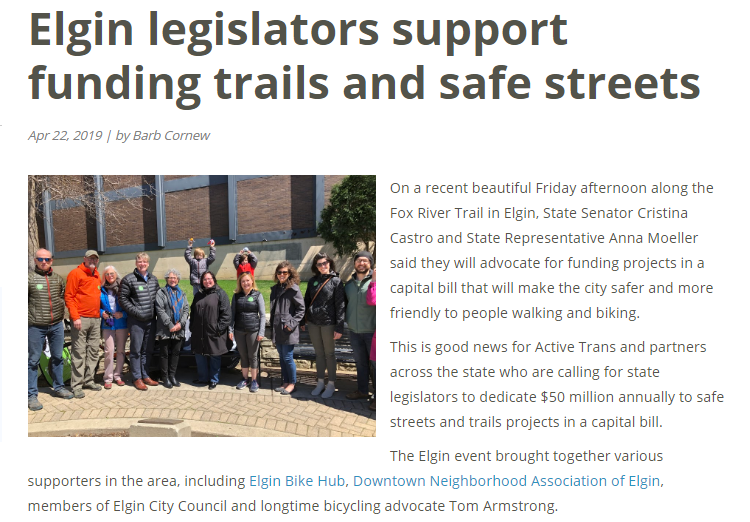 Elgin legislators support
funding trails and safe streets
Apr 22, 2019 | by Barb Cornew
On a recent beautiful Friday afternoon along the
Fox River Trail in Elgin, State Senator Cristina
Castro and State Representative Anna Moeller
said they will advocate for funding projects in a
capital bill that will make the city safer and more
friendly to people walking and biking.
This is good news for Active Trans and partners
across the state who are calling for state
legislators to dedicate $50 million annually to safe
streets and trails projects in a capital bill.
The Elgin event brought together various
supporters in the area, including Elgin Bike Hub, Downtown Neighborhood Association of Elgin,
members of Elgin City Council and longtime bicycling advocate Tom Armstrong.